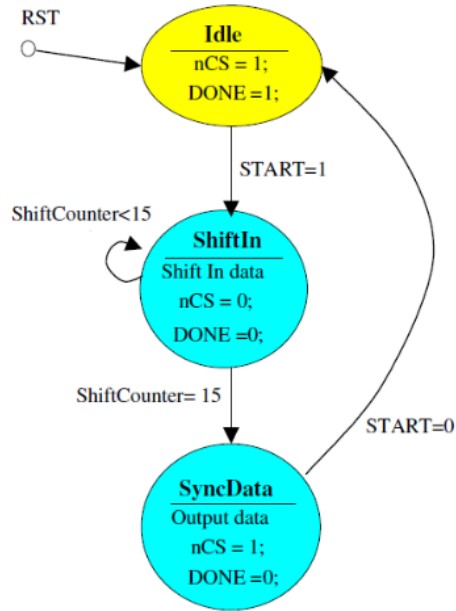 RST
Idle
nCS = 1;
DONE =1;
START=1
ShiftCounter<15
ShiftIn
Shift In data
nCS = 0;
DONE =0;
ShiftCounter= 15
START=0
SyncData
Output data
nCS = 1;
DONE =0;